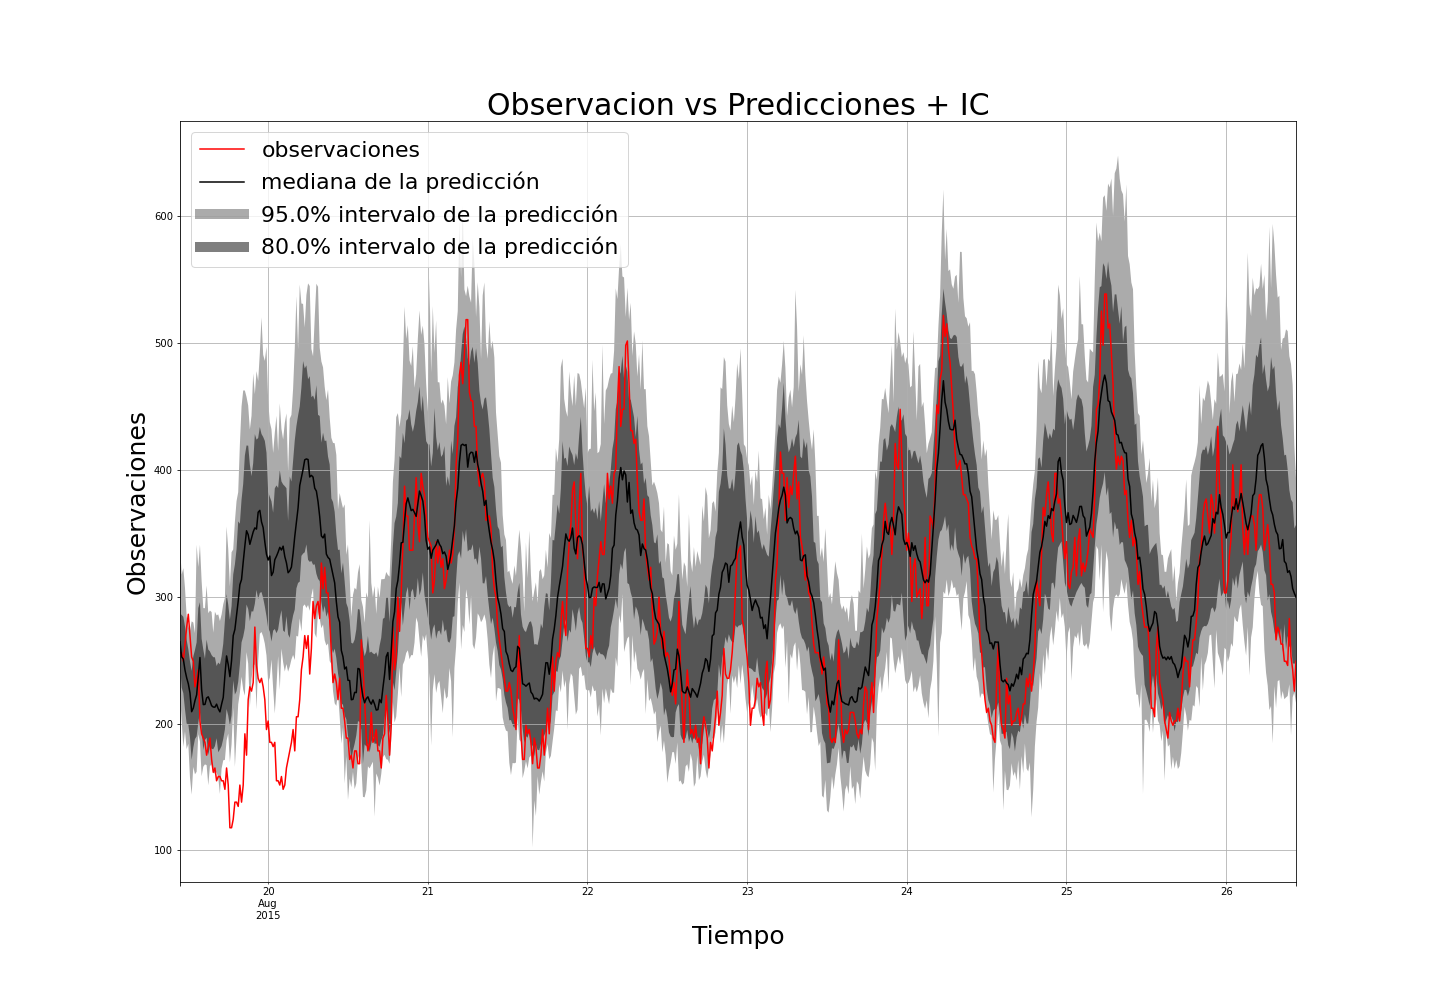 Observacion vs Predicciones + IC
observaciones
mediana de la predicción
95.0% intervalo de la predicción
80.0% intervalo de la predicción
Observaciones
600
500
400
300
200
100
20 21 22 23 24 25 26
Aug
2015
Tiempo